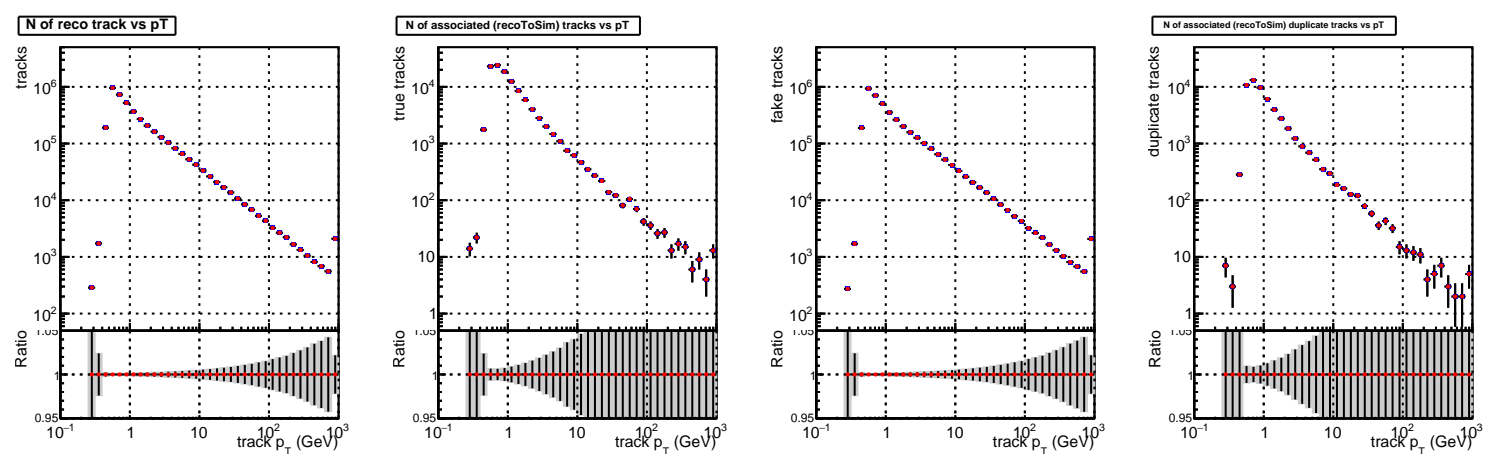 N of reco track vs pT
tracks
10^6
10^5
10^4
10^3
10^2
Ratio
1.05
1
0.95
10^−1 1 10 10^2 10^3
track p_T (GeV)
N of associated (recoToSim) tracks vs pT
true tracks
10^4
10^3
10^2
10
1
Ratio
1.05
1
0.95
10^−1 1 10 10^2 10^3
track p_T (GeV)
fake tracks
10^6
10^5
10^4
10^3
10^2
Ratio
1.05
1
0.95
10^−1 1 10 10^2 10^3
track p_T (GeV)
N of associated (recoToSim) duplicate tracks vs pT
duplicate tracks
10^4
10^3
10^2
10
1
Ratio
1.05
1
0.95
10^−1 1 10 10^2 10^3
track p_T (GeV)